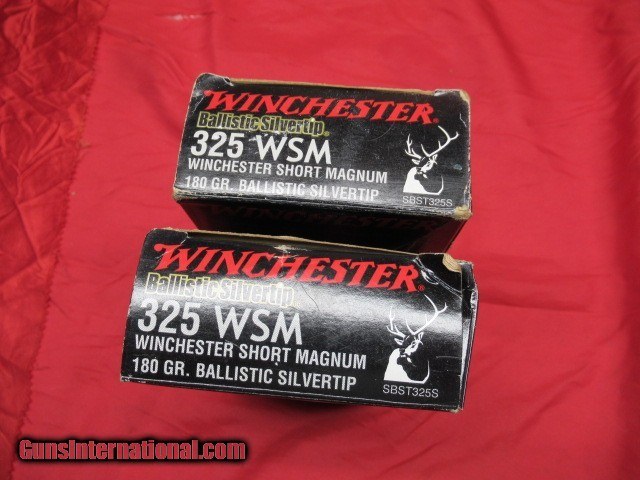 WINCHESTER®
Ballistic Silvertip®
325 WSM
WINCHESTER SHORT MAGNUM
180 GR. BALLISTIC SILVERTIP
SBST325S
WINCHESTER
WINCHESTER®
Ballistic Silvertip®
325 WSM
WINCHESTER SHORT MAGNUM
180 GR. BALLISTIC SILVERTIP
SBST325S
GunsInternational.com